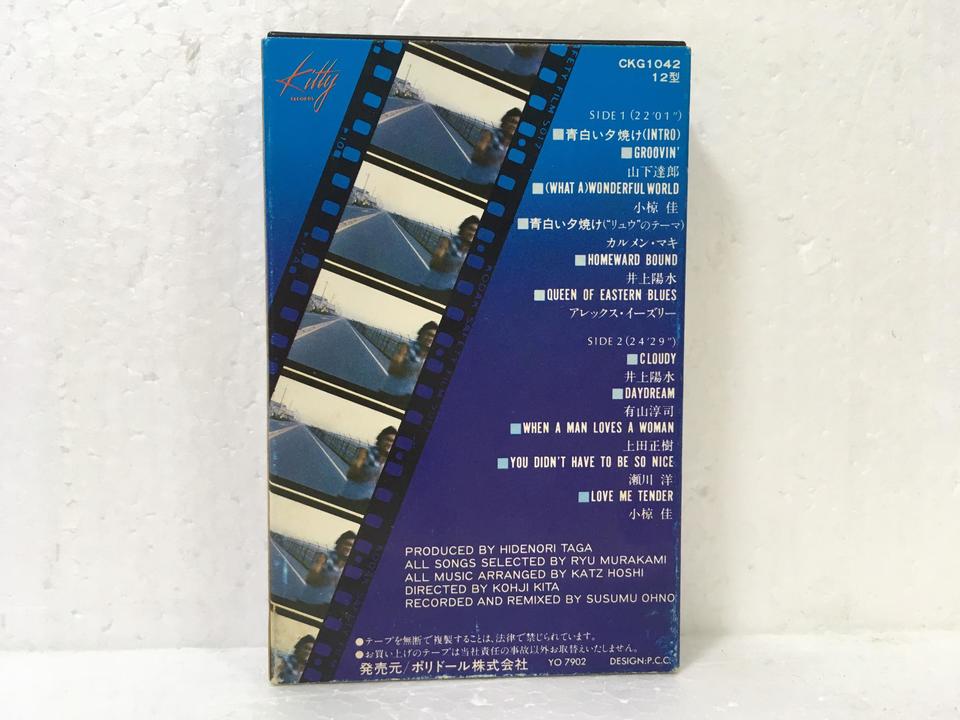 Kitty
RECORDS
CKG1042
12型
SIDE 1 (22'01")
■青白い夕焼け(INTRO)
■GROOVIN'
山下達郎
■(WHAT A)WONDERFUL WORLD
小椋 佳
■青白い夕焼け("リュウ"のテーマ)
カルメン・マキ
■HOMEWARD BOUND
井上陽水
■QUEEN OF EASTERN BLUES
アレックス・イーズリー
SIDE 2 (24'29")
■CLOUDY
井上陽水
■DAYDREAM
有山淳司
■WHEN A MAN LOVES A WOMAN
上田正樹
■YOU DIDN'T HAVE TO BE SO NICE
瀬川 洋
■LOVE ME TENDER
小椋 佳
PRODUCED BY HIDENORI TAGA
ALL SONGS SELECTED BY RYU MURAKAMI
ALL MUSIC ARRANGED BY KATZ HOSHI
DIRECTED BY KOHJI KITA
RECORDED AND REMIXED BY SUSUMU OHNO
●テープを無断で複製することは、法律で禁じられています。
●お買い上げのテープは当社責任の事故以外お取替えいたしません。
発売元/ポリドール株式会社 YO 7902 DESIGN:P.C.C.